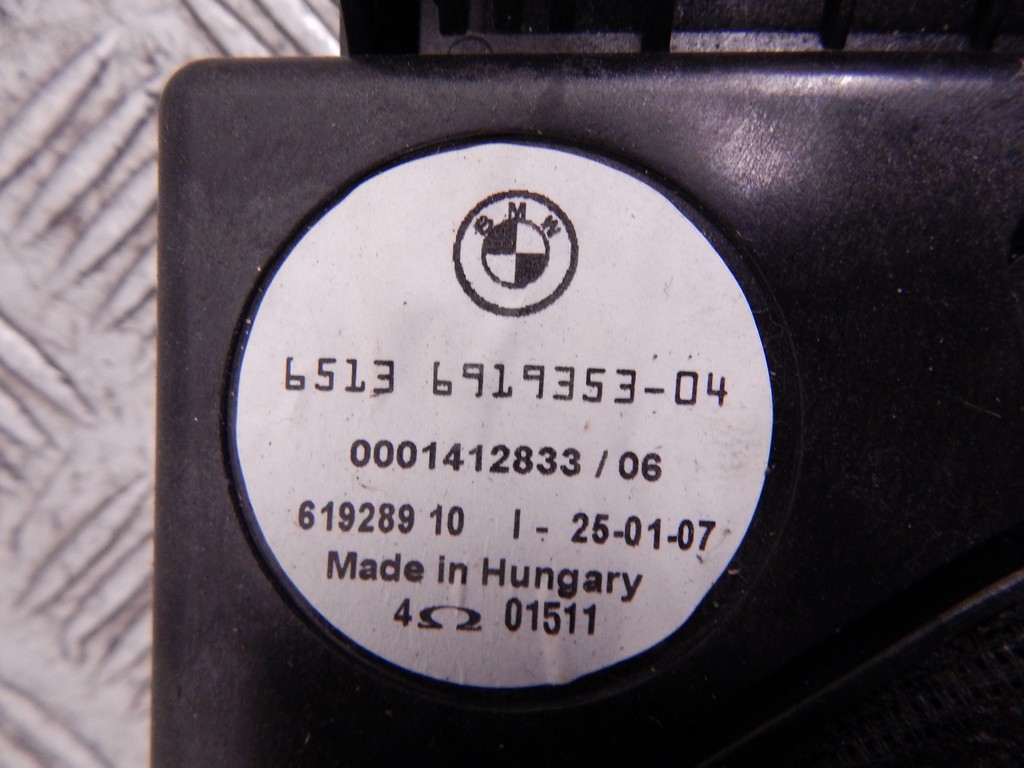 BMW
6513 6919353-04
0001412833 / 06
619289 10 I - 25-01-07
Made in Hungary
4Ω 01511